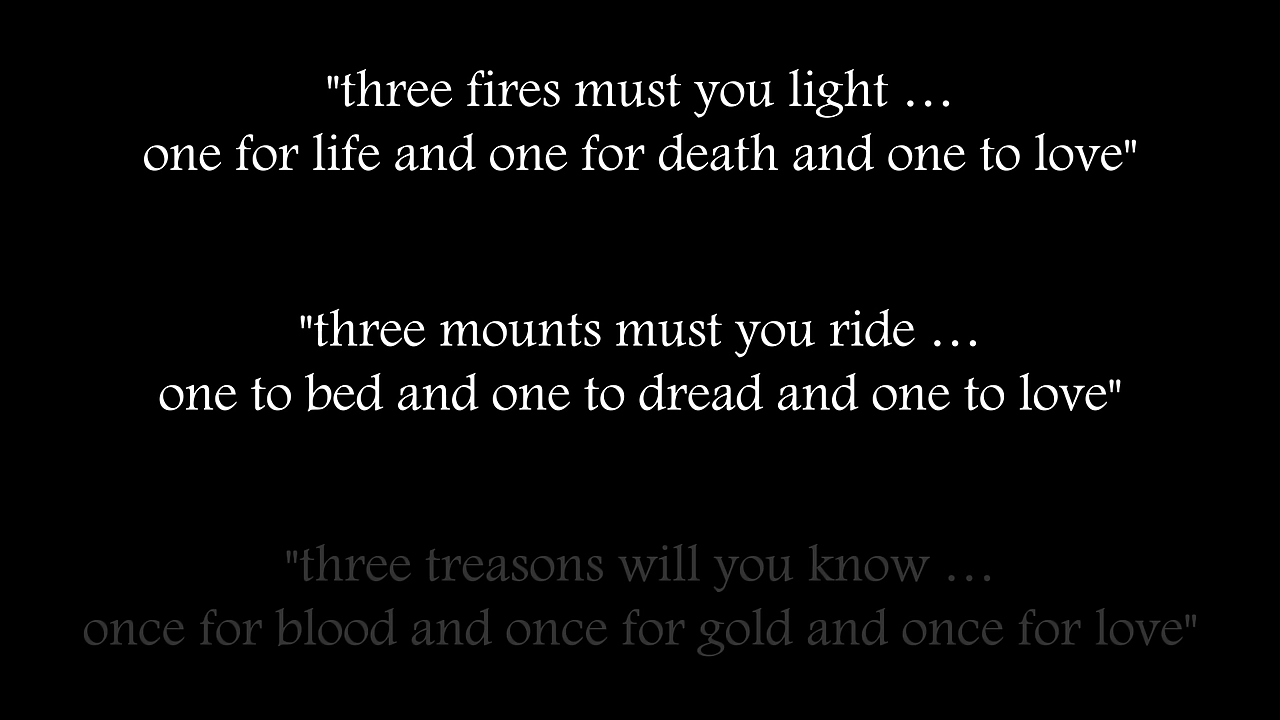 "three fires must you light …
one for life and one for death and one to love"
"three mounts must you ride …
one to bed and one to dread and one to love"
"three treasons will you know …
once for blood and once for gold and once for love"